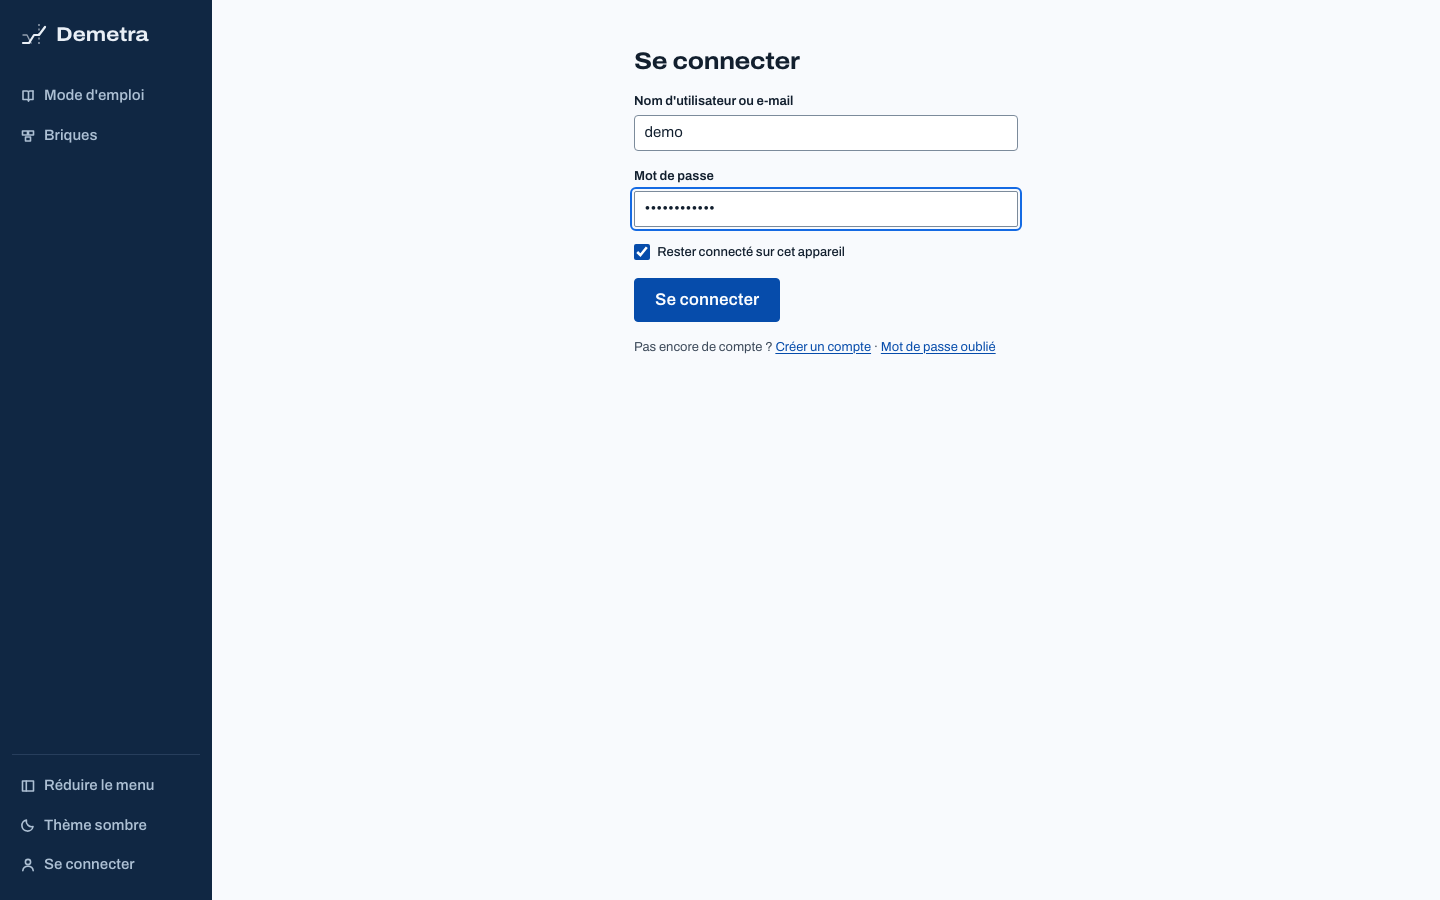 Demetra
Mode d'emploi
Briques
Réduire le menu
Thème sombre
Se connecter
Se connecter
Nom d'utilisateur ou e-mail
demo
Mot de passe
••••••••••••
Rester connecté sur cet appareil
Se connecter
Pas encore de compte ? Créer un compte · Mot de passe oublié